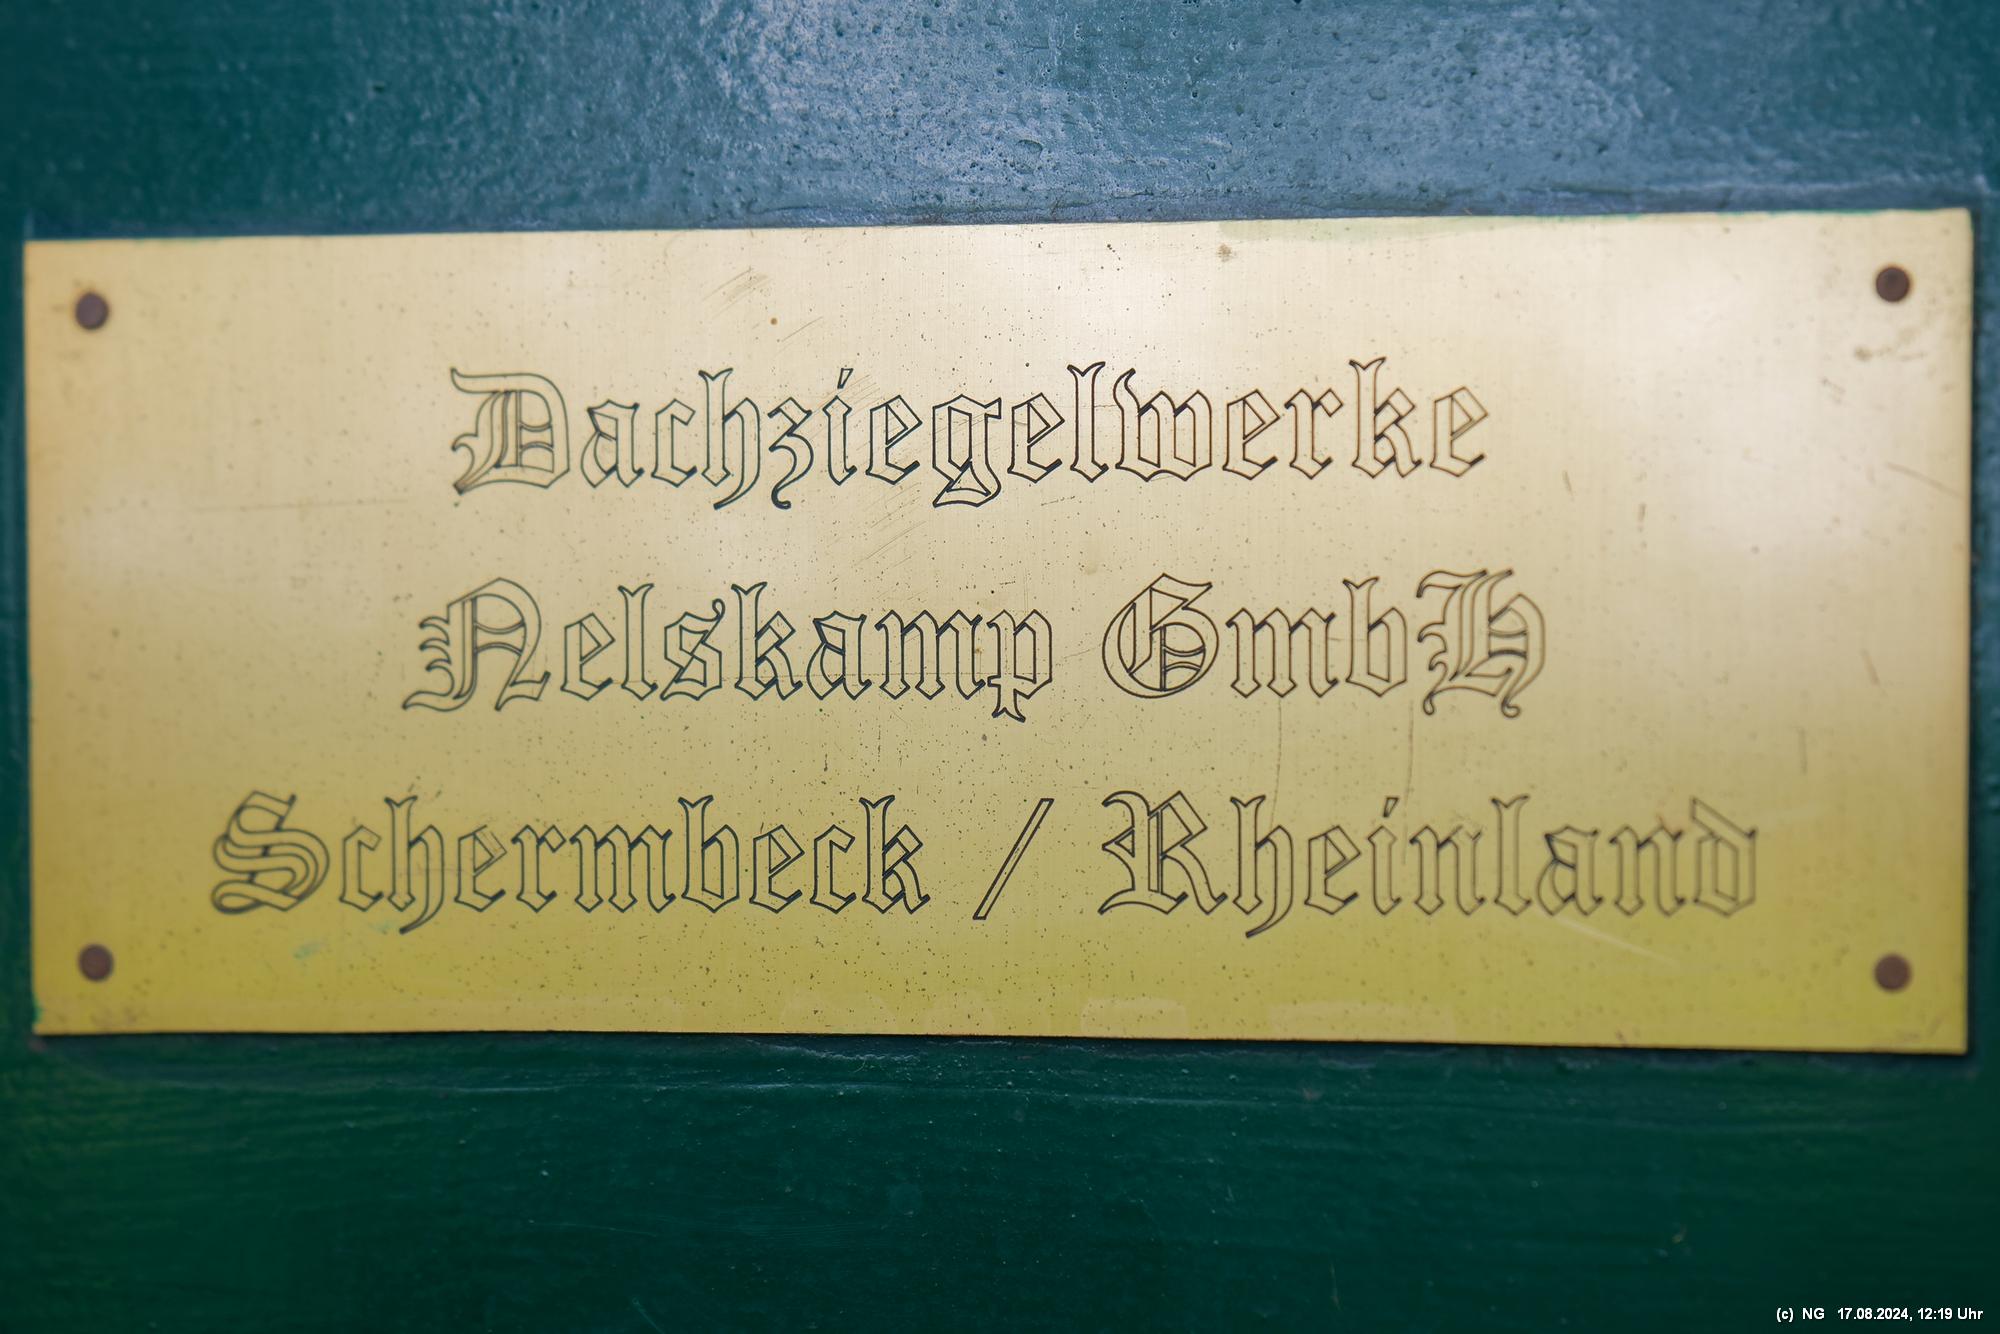 Dachziegelwerke
Nelskamp GmbH
Schermbeck / Rheinland
(c) NG 17.08.2024, 12:19 Uhr